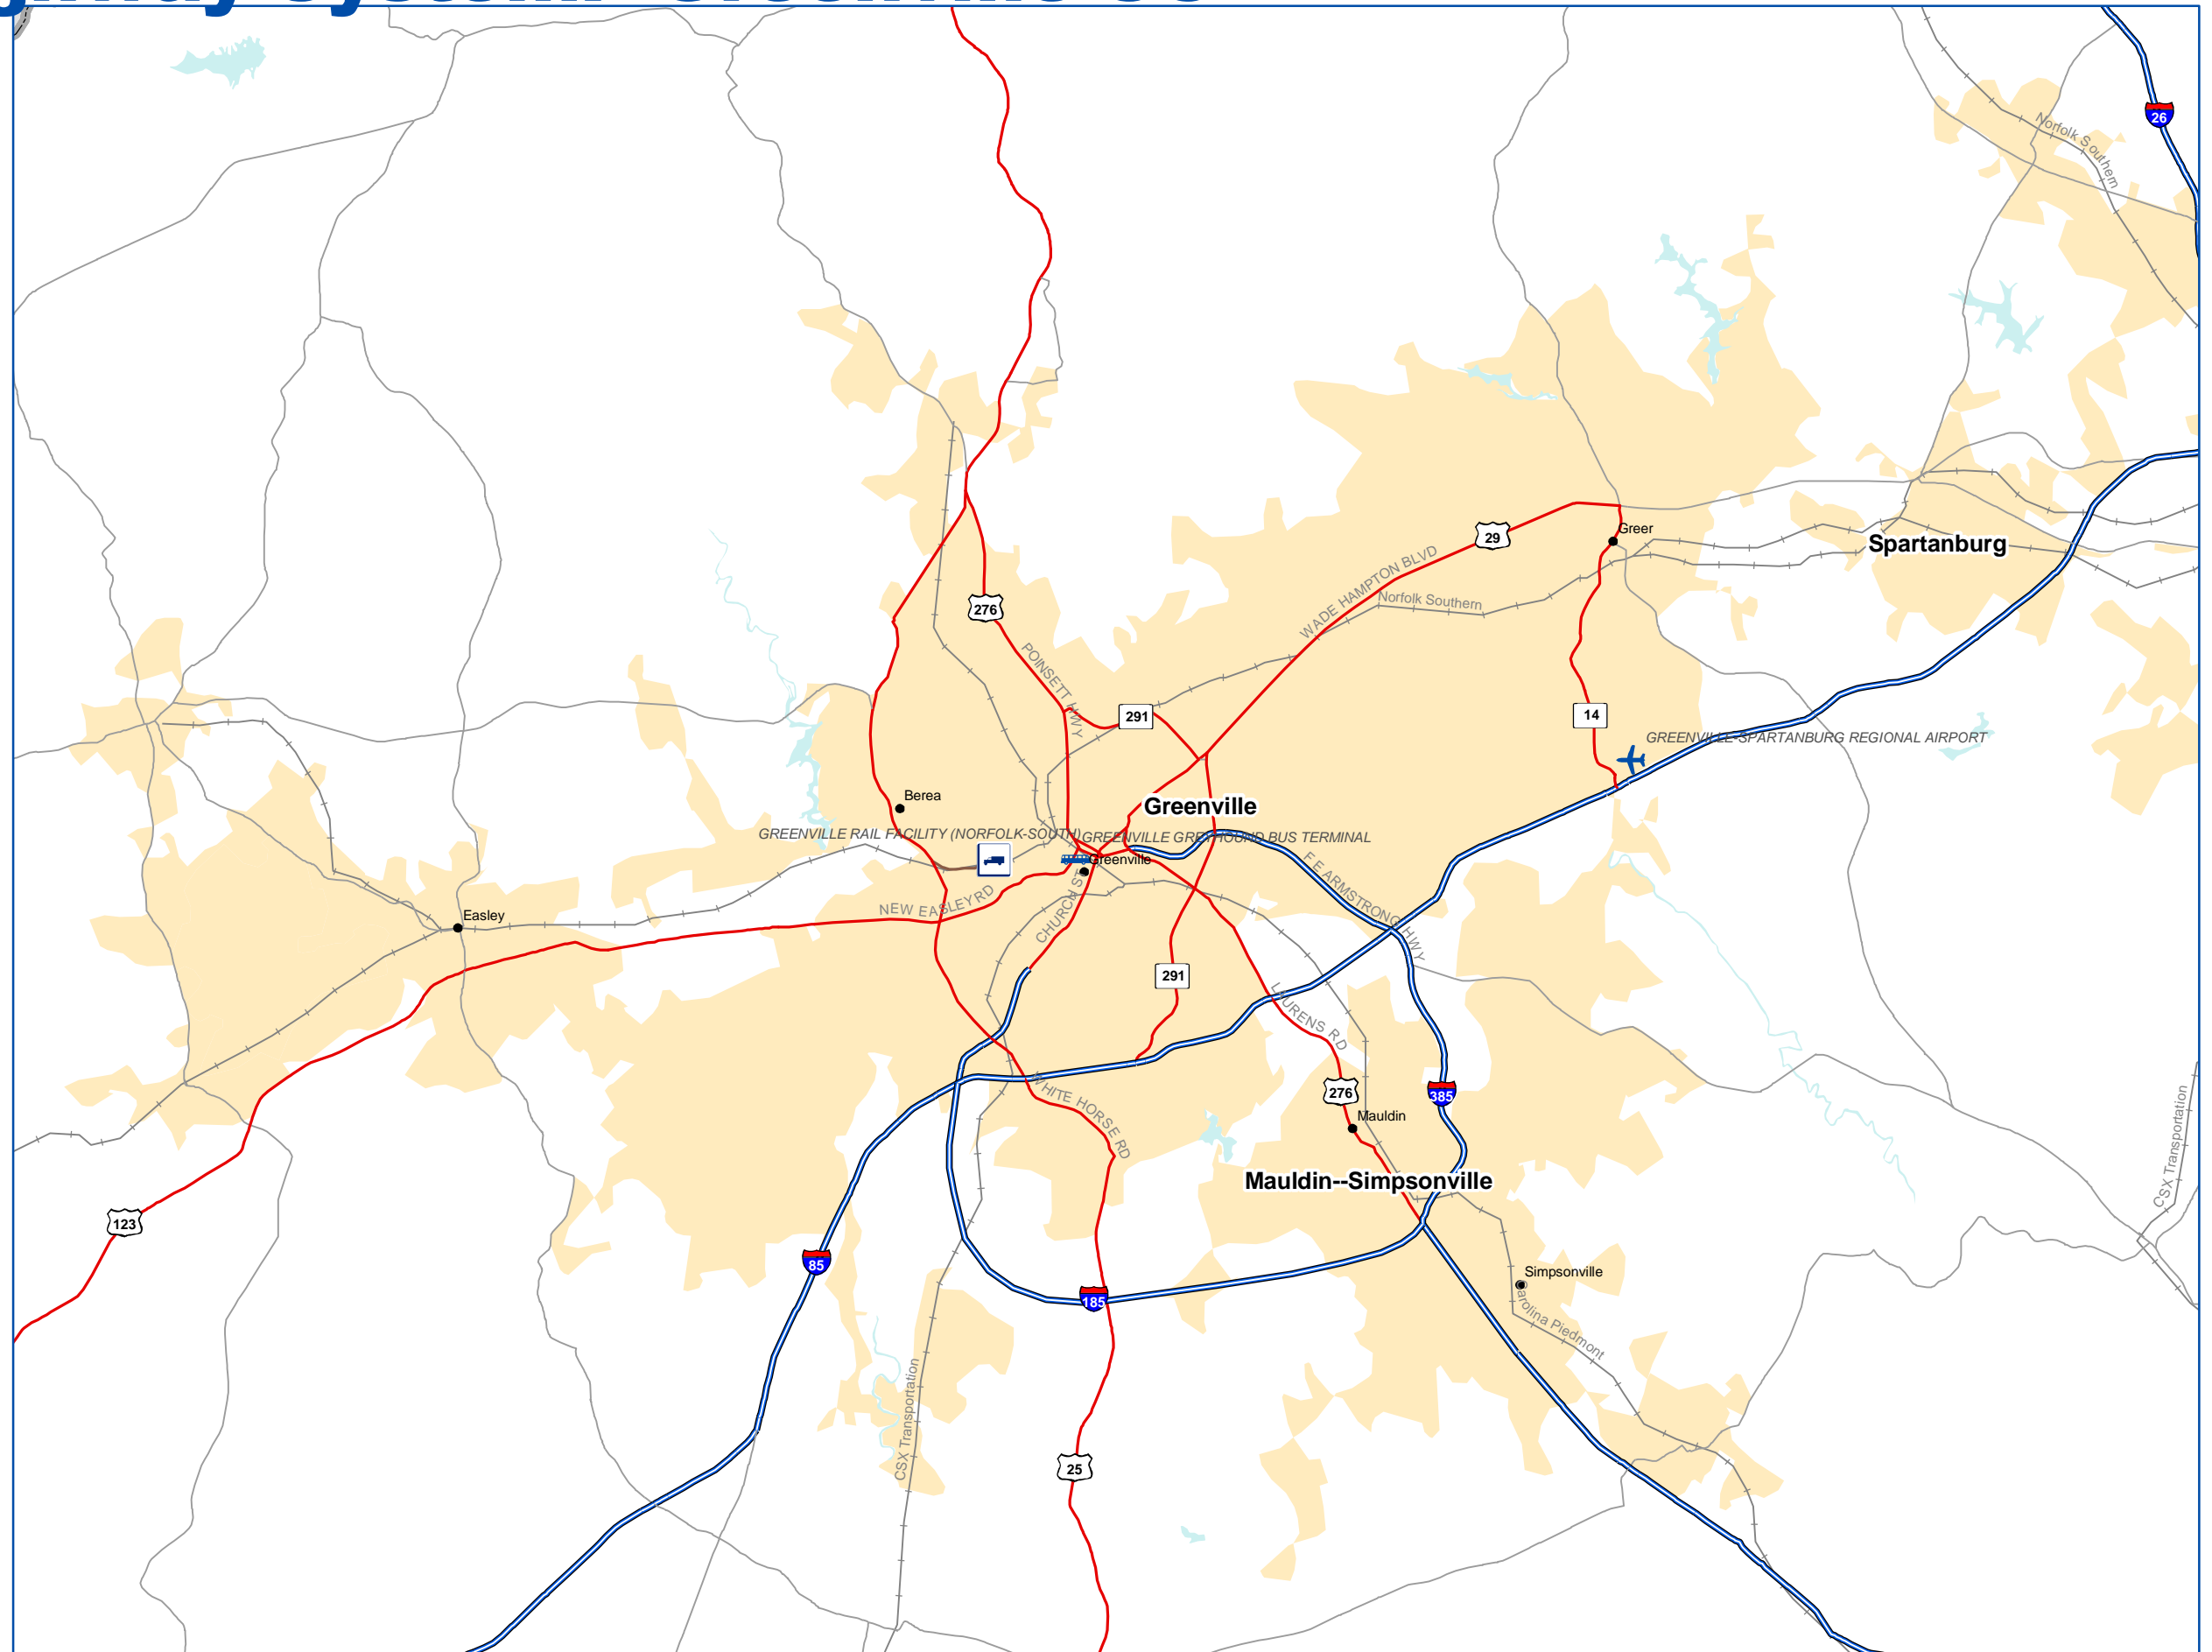 26
Norfolk Southern
29
Greer
Spartanburg
WADE HAMPTON BLVD
Norfolk Southern
276
POINSETT HWY
291
14
GREENVILLE-SPARTANBURG REGIONAL AIRPORT
Berea
Greenville
GREENVILLE RAIL FACILITY (NORFOLK-SOUTH)
GREENVILLE GREYHOUND BUS TERMINAL
Greenville
F E ARMSTRONG HWY
NEW EASLEY RD
CHURCH ST
Easley
291
LAURENS RD
276
385
WHITE HORSE RD
Mauldin
CSX Transportation
Mauldin--Simpsonville
123
85
185
Simpsonville
Carolina Piedmont
CSX Transportation
25